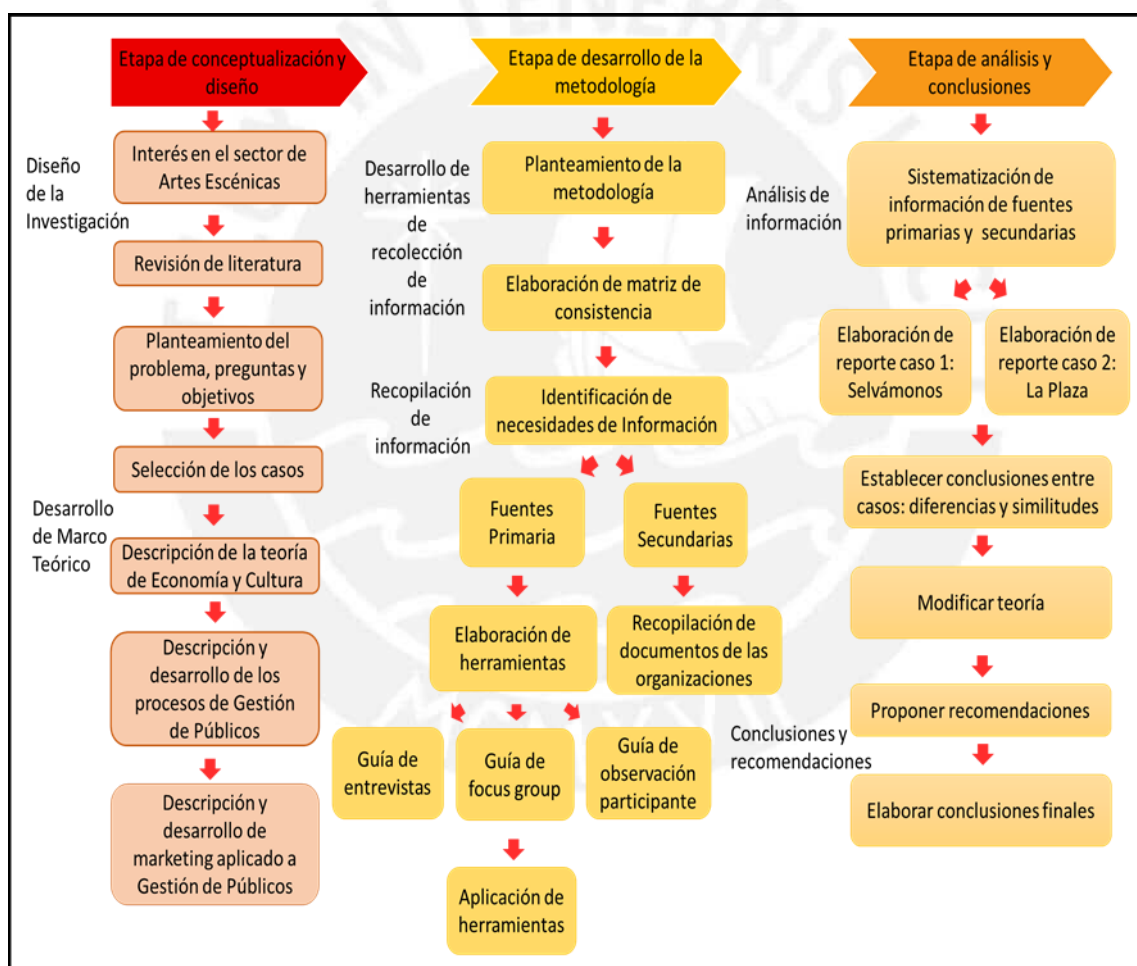 Etapa de conceptualización y
diseño
Diseño
de la
Investigación
Interés en el sector de
Artes Escénicas
Revisión de literatura
Planteamiento del
problema, preguntas y
objetivos
Selección de los casos
Desarrollo
de Marco
Teórico
Descripción de la teoría
de Economía y Cultura
Descripción y
desarrollo de los
procesos de Gestión
de Públicos
Descripción y
desarrollo de
marketing aplicado a
Gestión de Públicos
Etapa de desarrollo de la
metodología
Desarrollo de
herramientas
de
recolección
de
información
Planteamiento de la
metodología
Elaboración de matriz de
consistencia
Recopilación
de
información
Identificación de
necesidades de Información
Fuentes
Primaria
Fuentes
Secundarias
Elaboración de
herramientas
Recopilación de
documentos de las
organizaciones
Guía de
entrevistas
Guía de
focus group
Guía de
observación
participante
Aplicación de
herramientas
Etapa de análisis y
conclusiones
Análisis de
información
Sistematización de
información de fuentes
primarias y secundarias
Elaboración de
reporte caso 1:
Selvámonos
Elaboración de
reporte caso 2:
La Plaza
Establecer conclusiones entre
casos: diferencias y similitudes
Modificar teoría
Proponer recomendaciones
Conclusiones y
recomendaciones
Elaborar conclusiones finales